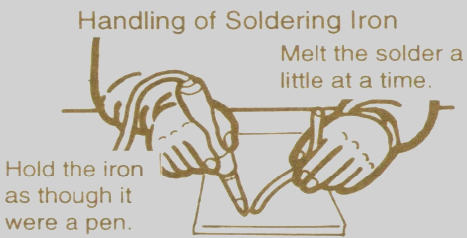 Handling of Soldering Iron
Melt the solder a
little at a time.
Hold the iron
as though it
were a pen.